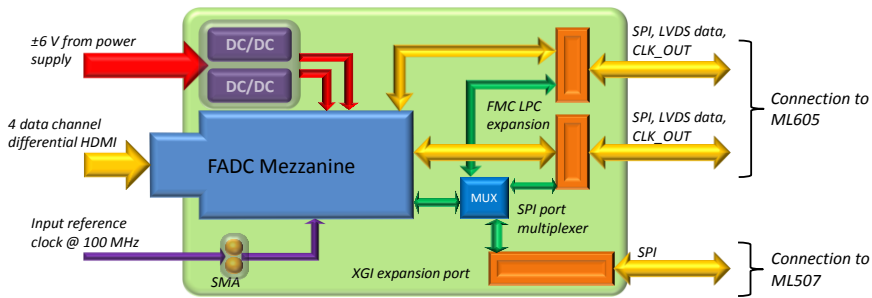 ±6 V from power
supply
DC/DC
DC/DC
SPI, LVDS data,
CLK_OUT
FMC LPC
expansion
Connection to
ML605
4 data channel
differential HDMI
FADC Mezzanine
SPI, LVDS data,
CLK_OUT
MUX
SPI port
multiplexer
Input reference
clock @ 100 MHz
SMA
XGI expansion port
SPI
Connection to
ML507